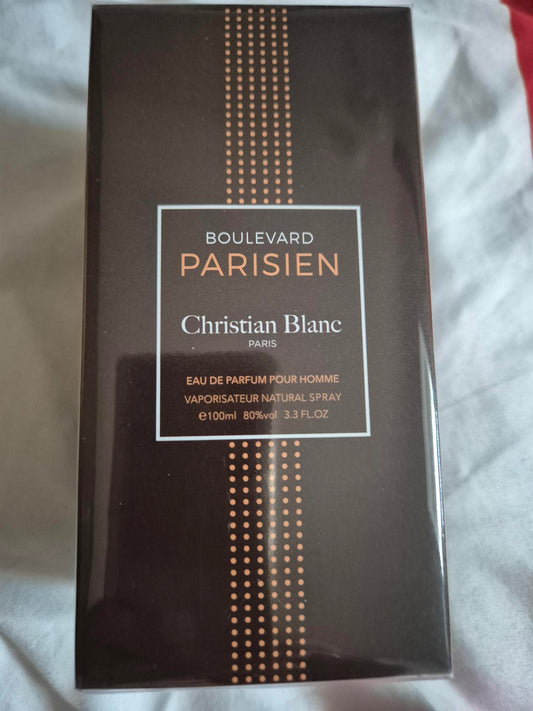 BOULEVARD
PARISIEN
Christian Blanc
PARIS
EAU DE PARFUM POUR HOMME
VAPORISATEUR NATURAL SPRAY
℮100ml 80%vol 3.3 FL.OZ